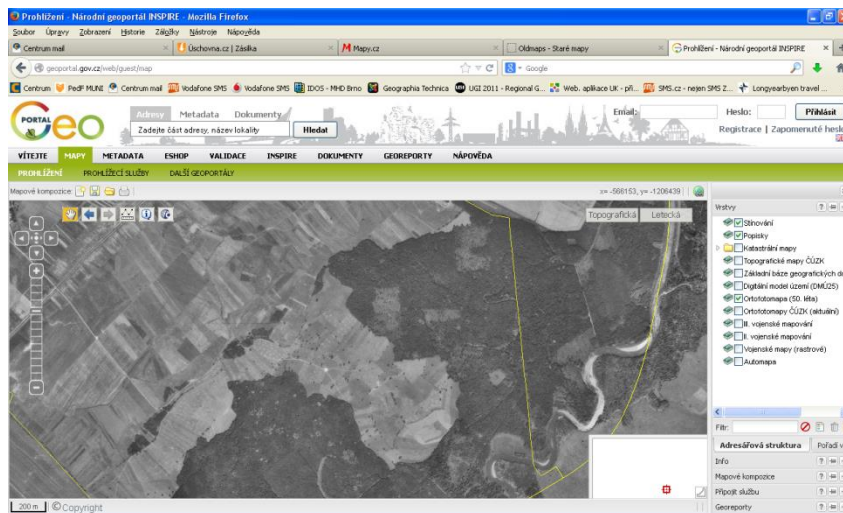 Prohlížení - Národní geoportál INSPIRE - Mozilla Firefox
Soubor Úpravy Zobrazení Historie Záložky Nástroje Nápověda
Centrum mail
Úschovna.cz | Zásilka
Mapy.cz
Oldmaps - Staré mapy
Prohlížení - Národní geoportál INSPIRE
geoportal.gov.cz/web/guest/map
Google
Centrum PedF MUNI Centrum mail Vodafone SMS Vodafone SMS IDOS - MHD Brno Geographia Technica UGI 2011 - Regional G... Web. aplikace UK - při... SMS.cz - nejen SMS Z... Longyearbyen travel ...
PORTAL
Geo
Adresy Metadata Dokumenty
Zadejte část adresy, název lokality
Hledat
Email:
Heslo:
Přihlásit
Registrace | Zapomenuté heslo
VÍTEJTE MAPY METADATA ESHOP VALIDACE INSPIRE DOKUMENTY GEOREPORTY NÁPOVĚDA
PROHLÍŽENÍ PROHLÍŽECÍ SLUŽBY DALŠÍ GEOPORTÁLY
Mapové kompozice:
x= -566153, y= -1206439 |
Topografická Letecká
Vrstvy
Stínování
Popisky
Katastrální mapy
Topografické mapy ČÚZK
Základní báze geografických
Digitální model území (DMÚ25)
Ortofotomapa (50. léta)
Ortofotomapy ČÚZK (aktuální)
III. vojenské mapování
II. vojenské mapování
Vojenské mapy (rastrové)
Automapa
Filtr:
Adresářová struktura Pořadí
Info
Mapové kompozice
Připojit službu
Georeporty
200 m
© Copyright